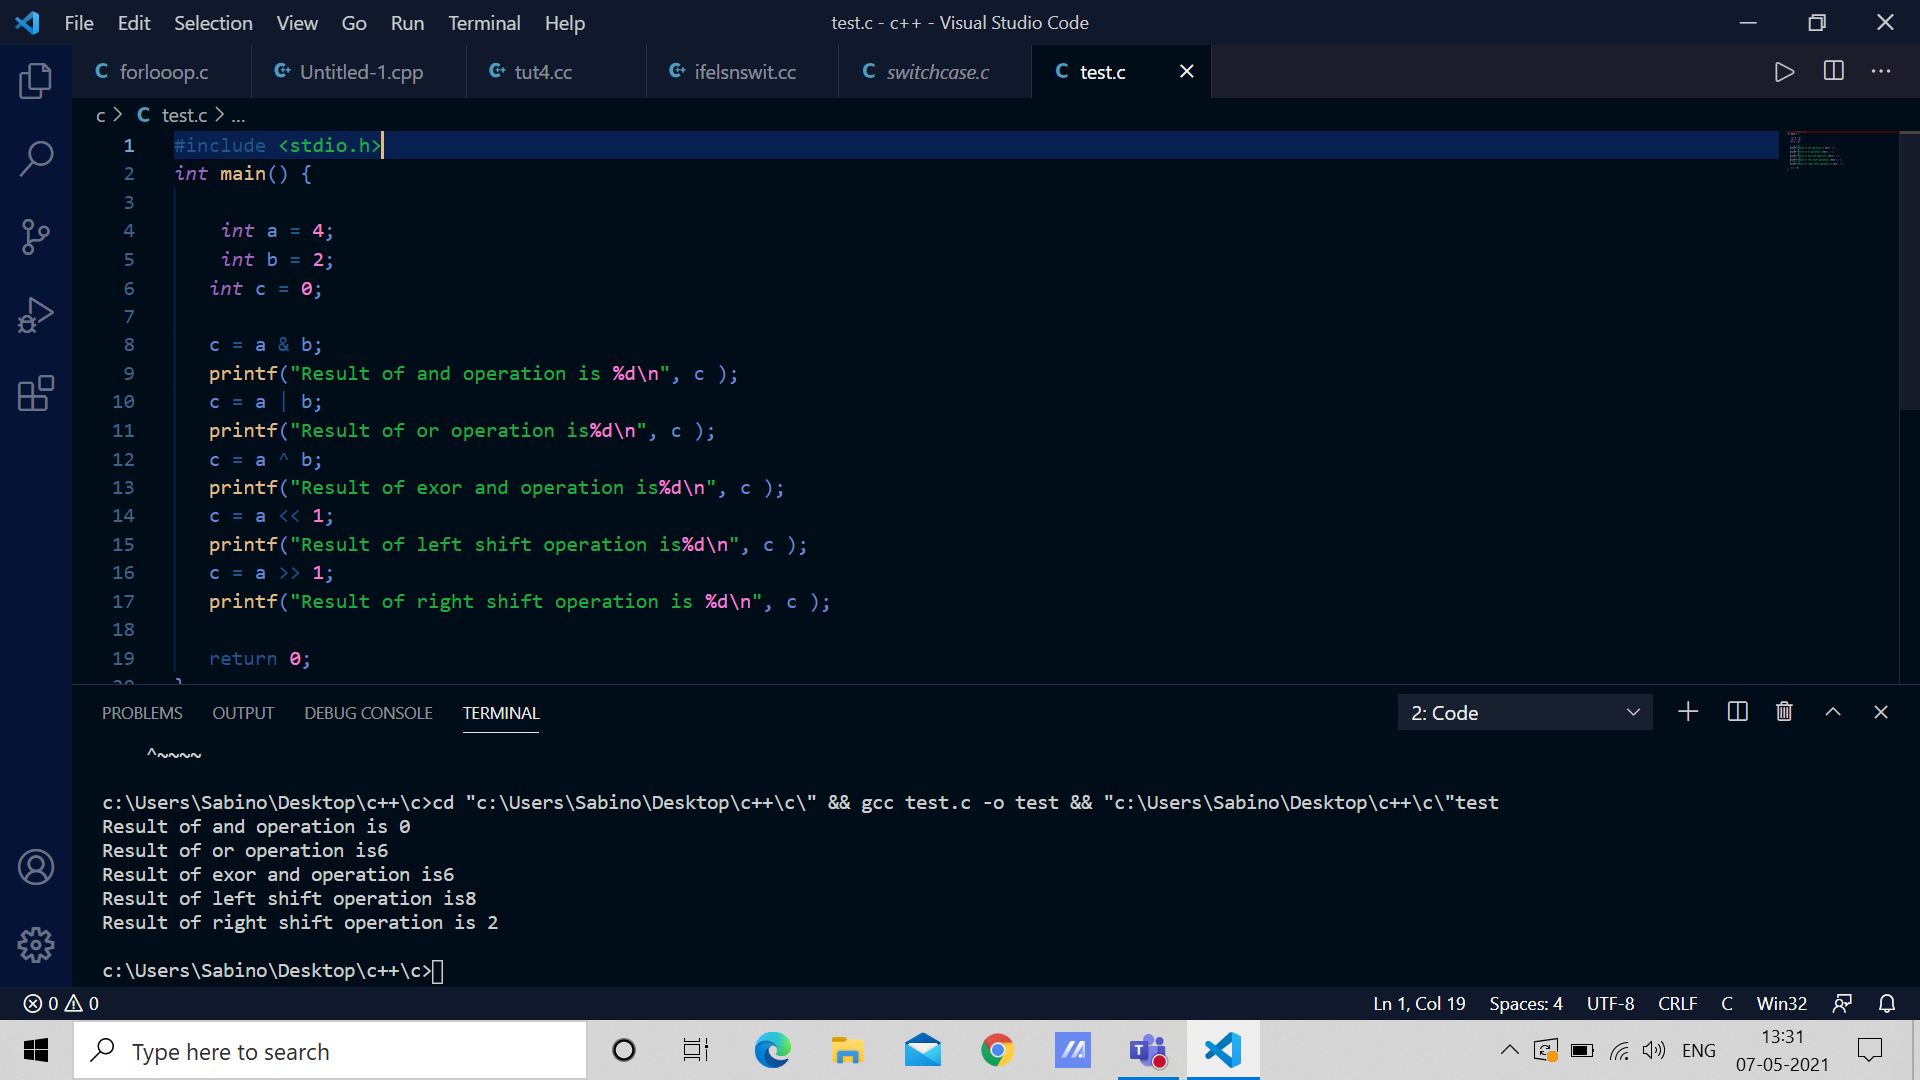 File Edit Selection View Go Run Terminal Help test.c - c++ - Visual Studio Code
C forlooop.c Untitled-1.cpp tut4.cc ifelsnswit.cc C switchcase.c C test.c
c > C test.c > ...
1 #include <stdio.h>
2 int main() {
3
4 int a = 4;
5 int b = 2;
6 int c = 0;
7
8 c = a & b;
9 printf("Result of and operation is %d\n", c );
10 c = a | b;
11 printf("Result of or operation is%d\n", c );
12 c = a ^ b;
13 printf("Result of exor and operation is%d\n", c );
14 c = a << 1;
15 printf("Result of left shift operation is%d\n", c );
16 c = a >> 1;
17 printf("Result of right shift operation is %d\n", c );
18
19 return 0;
20 }
PROBLEMS OUTPUT DEBUG CONSOLE TERMINAL 2: Code
^~~~~
c:\Users\Sabino\Desktop\c++\c>cd "c:\Users\Sabino\Desktop\c++\c\" && gcc test.c -o test && "c:\Users\Sabino\Desktop\c++\c\"test
Result of and operation is 0
Result of or operation is6
Result of exor and operation is6
Result of left shift operation is8
Result of right shift operation is 2
c:\Users\Sabino\Desktop\c++\c>
0 0 Ln 1, Col 19 Spaces: 4 UTF-8 CRLF C Win32
Type here to search ENG 13:31
07-05-2021